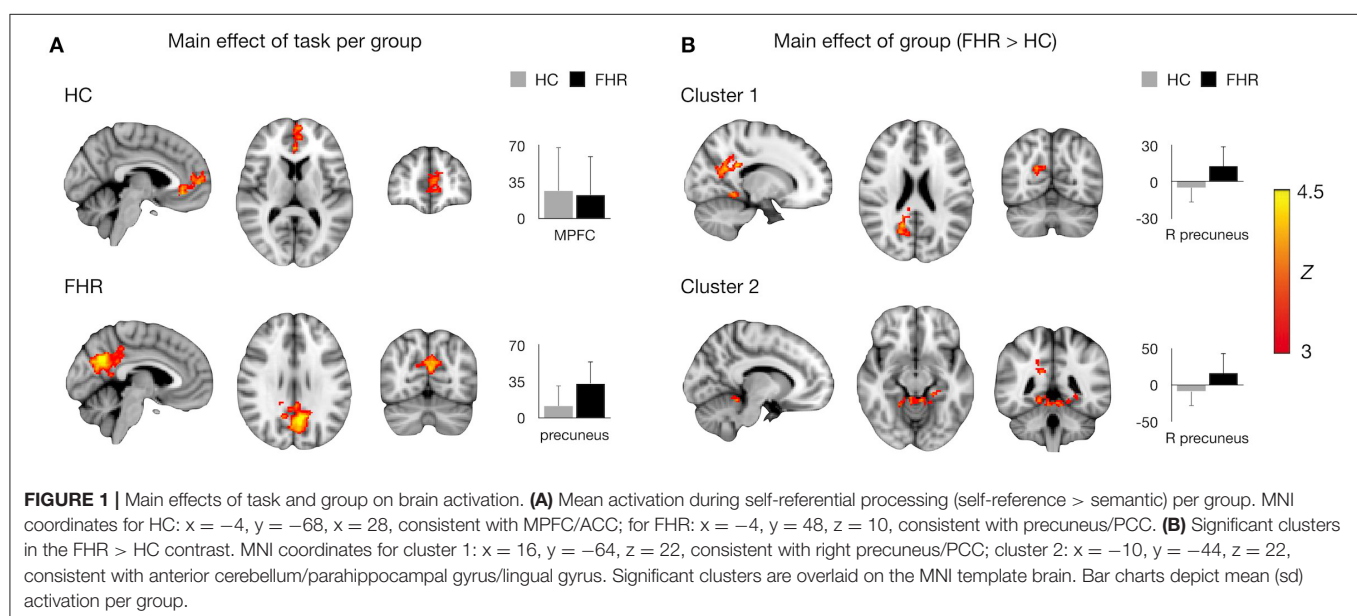 A Main effect of task per group
HC FHR
HC
70
35
0
MPFC
FHR
70
35
0
precuneus
B Main effect of group (FHR > HC)
HC FHR
Cluster 1
30
0
-30
R precuneus
Cluster 2
50
0
-50
R precuneus
4.5
Z
3
FIGURE 1 | Main effects of task and group on brain activation. (A) Mean activation during self-referential processing (self-reference > semantic) per group. MNI
coordinates for HC: x = −4, y = −68, x = 28, consistent with MPFC/ACC; for FHR: x = −4, y = 48, z = 10, consistent with precuneus/PCC. (B) Significant clusters
in the FHR > HC contrast. MNI coordinates for cluster 1: x = 16, y = −64, z = 22, consistent with right precuneus/PCC; cluster 2: x = −10, y = −44, z = 22,
consistent with anterior cerebellum/parahippocampal gyrus/lingual gyrus. Significant clusters are overlaid on the MNI template brain. Bar charts depict mean (sd)
activation per group.